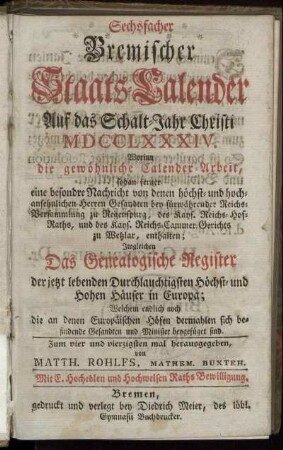 Sechsfacher
Bremischer
Staats-Calender
Auf das Schalt-Jahr Christi
MDCCLXXXIV.
Worinn
die gewöhnliche Calender-Arbeit,
sodan ferner
eine besondre Nachricht von denen höchst- und hoch-
ansehnlichen Herren Gesandten bey fürwährender Reichs-
Versammlung zu Regenspurg, des Kays. Reichs-Hof-
Raths, und des Kays. Reichs-Cammer-Gerichts
zu Wetzlar, enthalten;
Imgleichen
Das Genealogische Register
der jetzt lebenden Durchlauchtigsten Höchst- und
Hohen Häuser in Europa;
Welchem endlich noch
die an denen Europäischen Höfen dermahlen sich be-
findende Gesandten und Minister beygefüget sind.
Zum vier und vierzigsten mal herausgegeben,
von
MATTH. ROHLFS, MATHEM. BUXTEH.
Mit E. Hochedlen und Hochweisen Raths Bewilligung.
Bremen,
gedruckt und verlegt bey Diedrich Meier, des löbl.
Gymnasii Buchdrucker.